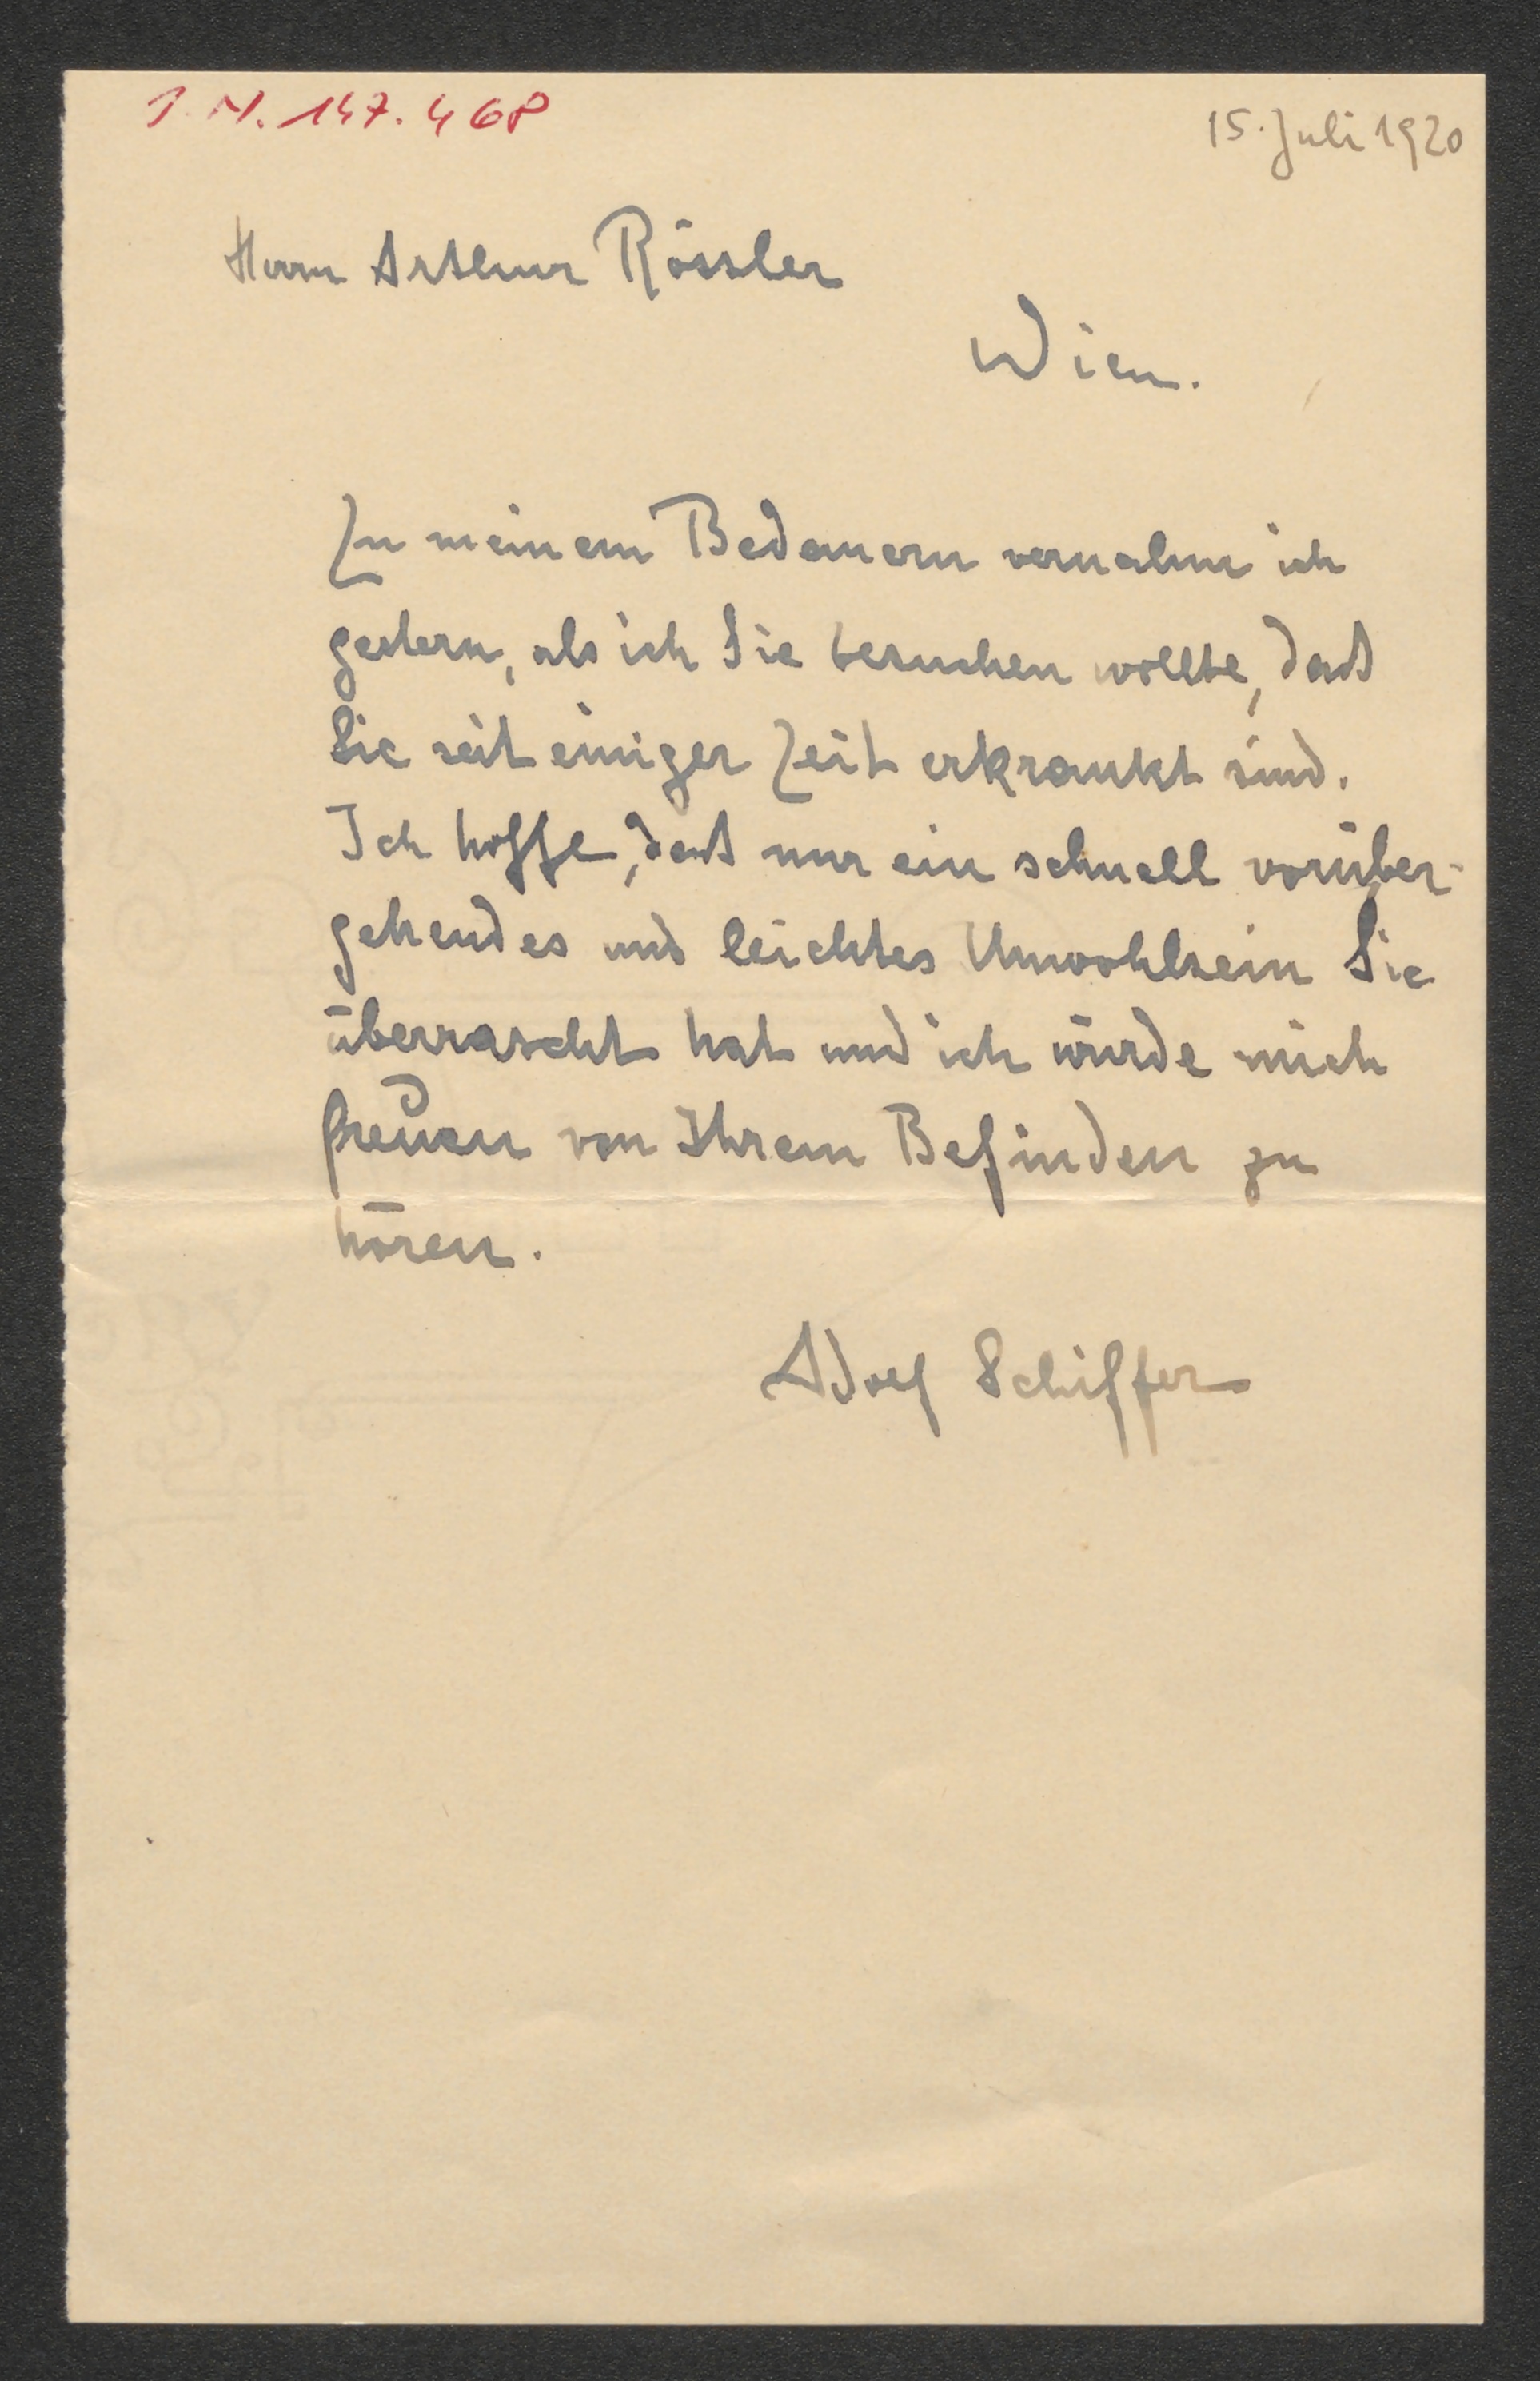 I. N. 147.468
15. Juli 1920
Herrn Arthur Rössler
Wien.
Zu meinem Bedauern vernahm ich
gestern, als ich Sie besuchen wollte, daß
Sie seit einiger Zeit erkrankt sind.
Ich hoffe, daß nur ein schnell vorüber-
gehendes und leichtes Unwohlsein Sie
überrascht hat und ich würde mich
freuen von Ihrem Befinden zu
hören.
Adolf Schiffer